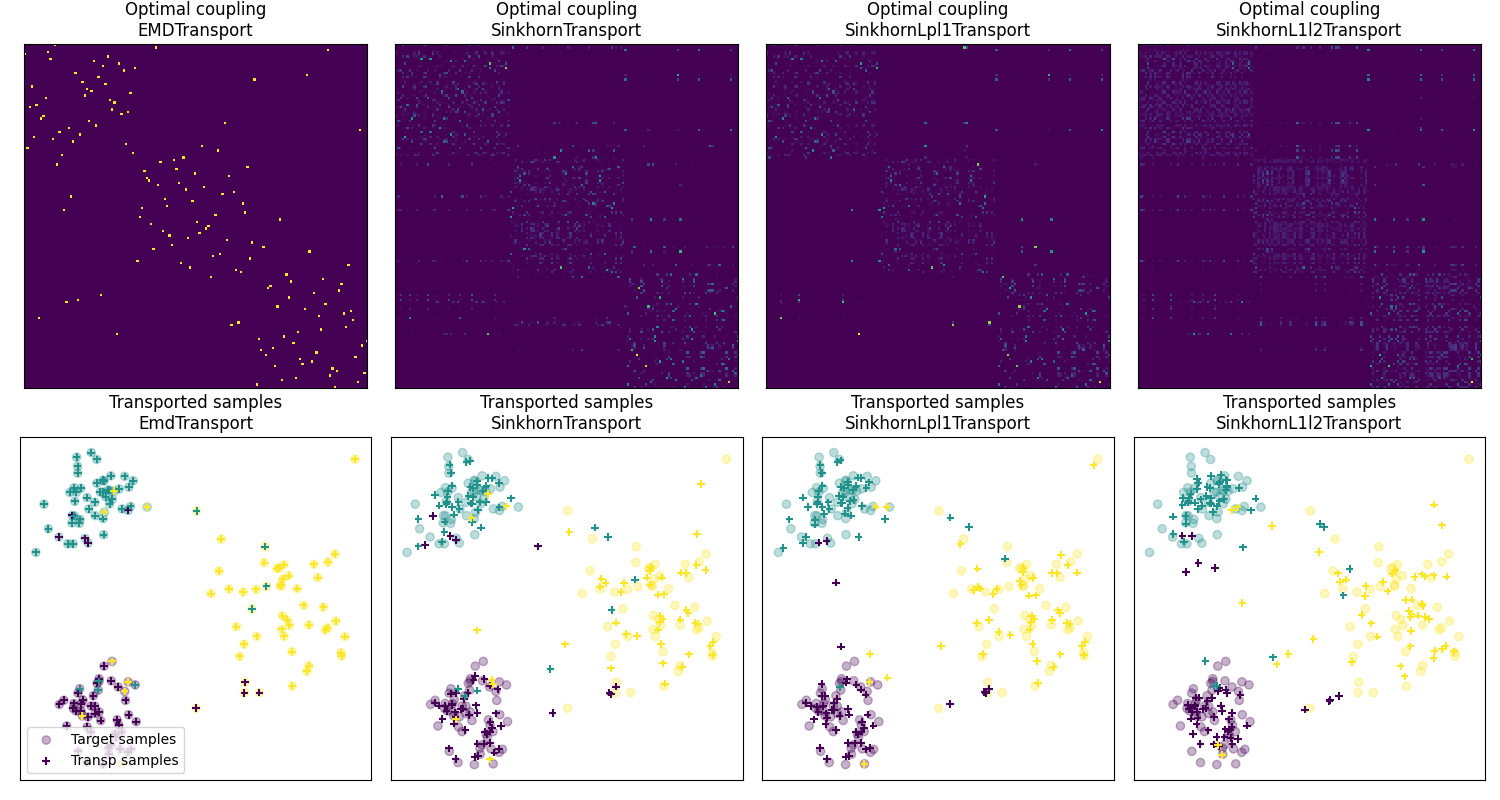 Optimal coupling
EMDTransport
Optimal coupling
SinkhornTransport
Optimal coupling
SinkhornLpl1Transport
Optimal coupling
SinkhornL1l2Transport
Transported samples
EmdTransport
Transported samples
SinkhornTransport
Transported samples
SinkhornLpl1Transport
Transported samples
SinkhornL1l2Transport
Target samples
Transp samples